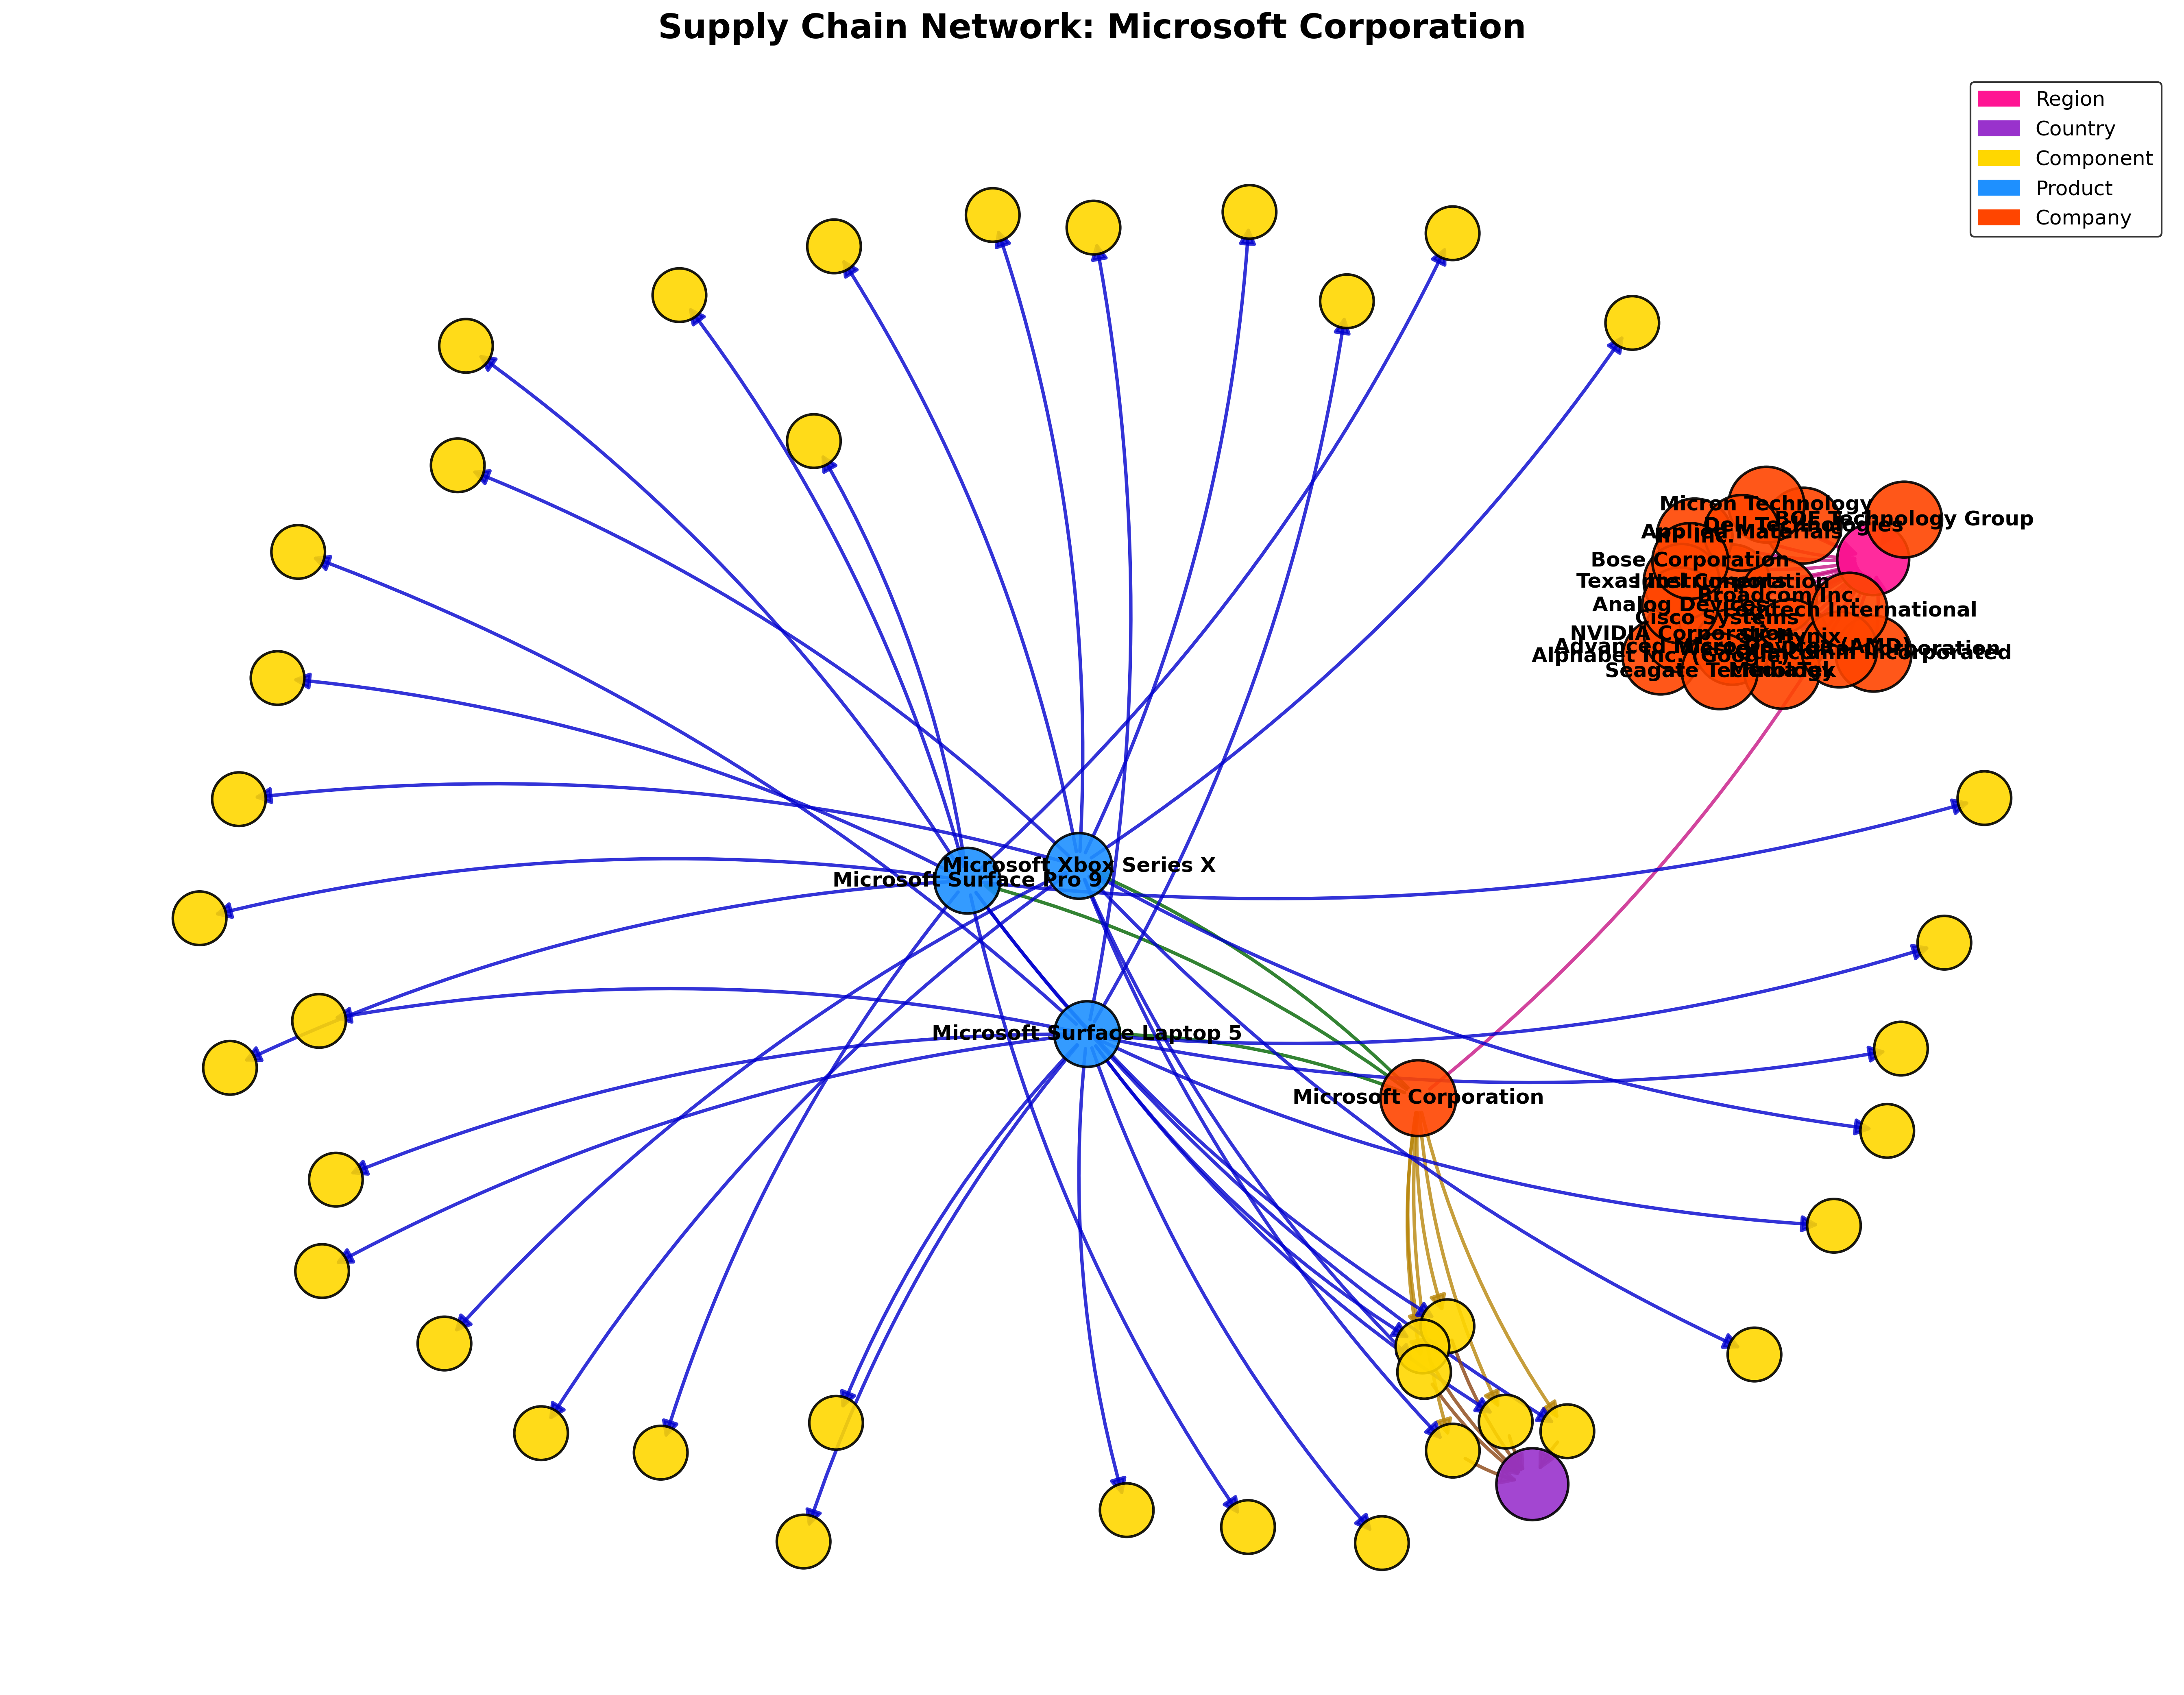 Supply Chain Network: Microsoft Corporation
Region
Country
Component
Product
Company
Micron Technology
BOE Technology Group
Dell Technologies
Applied Materials
HP Inc.
Bose Corporation
Texas Instruments
Intel Corporation
Broadcom Inc.
Analog Devices
Semtech International
Cisco Systems
NVIDIA Corporation
SK Hynix
Advanced Micro Devices (AMD)
Corporation
Alphabet Inc. (Google)
Incorporated
Seagate Technology
MediaTek
Microsoft Xbox Series X
Microsoft Surface Pro 9
Microsoft Surface Laptop 5
Microsoft Corporation